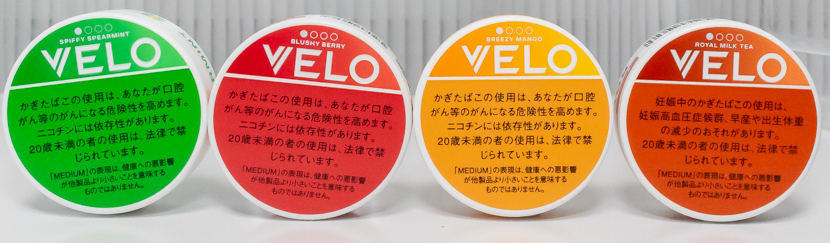 SPIFFY SPEARMINT
VELO
かぎたばこの使用は、あなたが口腔
がん等のがんになる危険性を高めます。
ニコチンには依存性があります。
20歳未満の者の使用は、法律で禁
じられています。
「MEDIUM」の表現は、健康への悪影響
が他製品より小さいことを意味する
ものではありません。
BLUSHY BERRY
VELO
かぎたばこの使用は、あなたが口腔
がん等のがんになる危険性を高めます。
ニコチンには依存性があります。
20歳未満の者の使用は、法律で禁
じられています。
「MEDIUM」の表現は、健康への悪影響
が他製品より小さいことを意味する
ものではありません。
BREEZY MANGO
VELO
かぎたばこの使用は、あなたが口腔
がん等のがんになる危険性を高めます。
ニコチンには依存性があります。
20歳未満の者の使用は、法律で禁
じられています。
「MEDIUM」の表現は、健康への悪影響
が他製品より小さいことを意味する
ものではありません。
ROYAL MILK TEA
VELO
妊娠中のかぎたばこの使用は、
妊娠高血圧症候群、早産や出生体重
の減少のおそれがあります。
20歳未満の者の使用は、法律で禁
じられています。
「MEDIUM」の表現は、健康への悪影響
が他製品より小さいことを意味する
ものではありません。